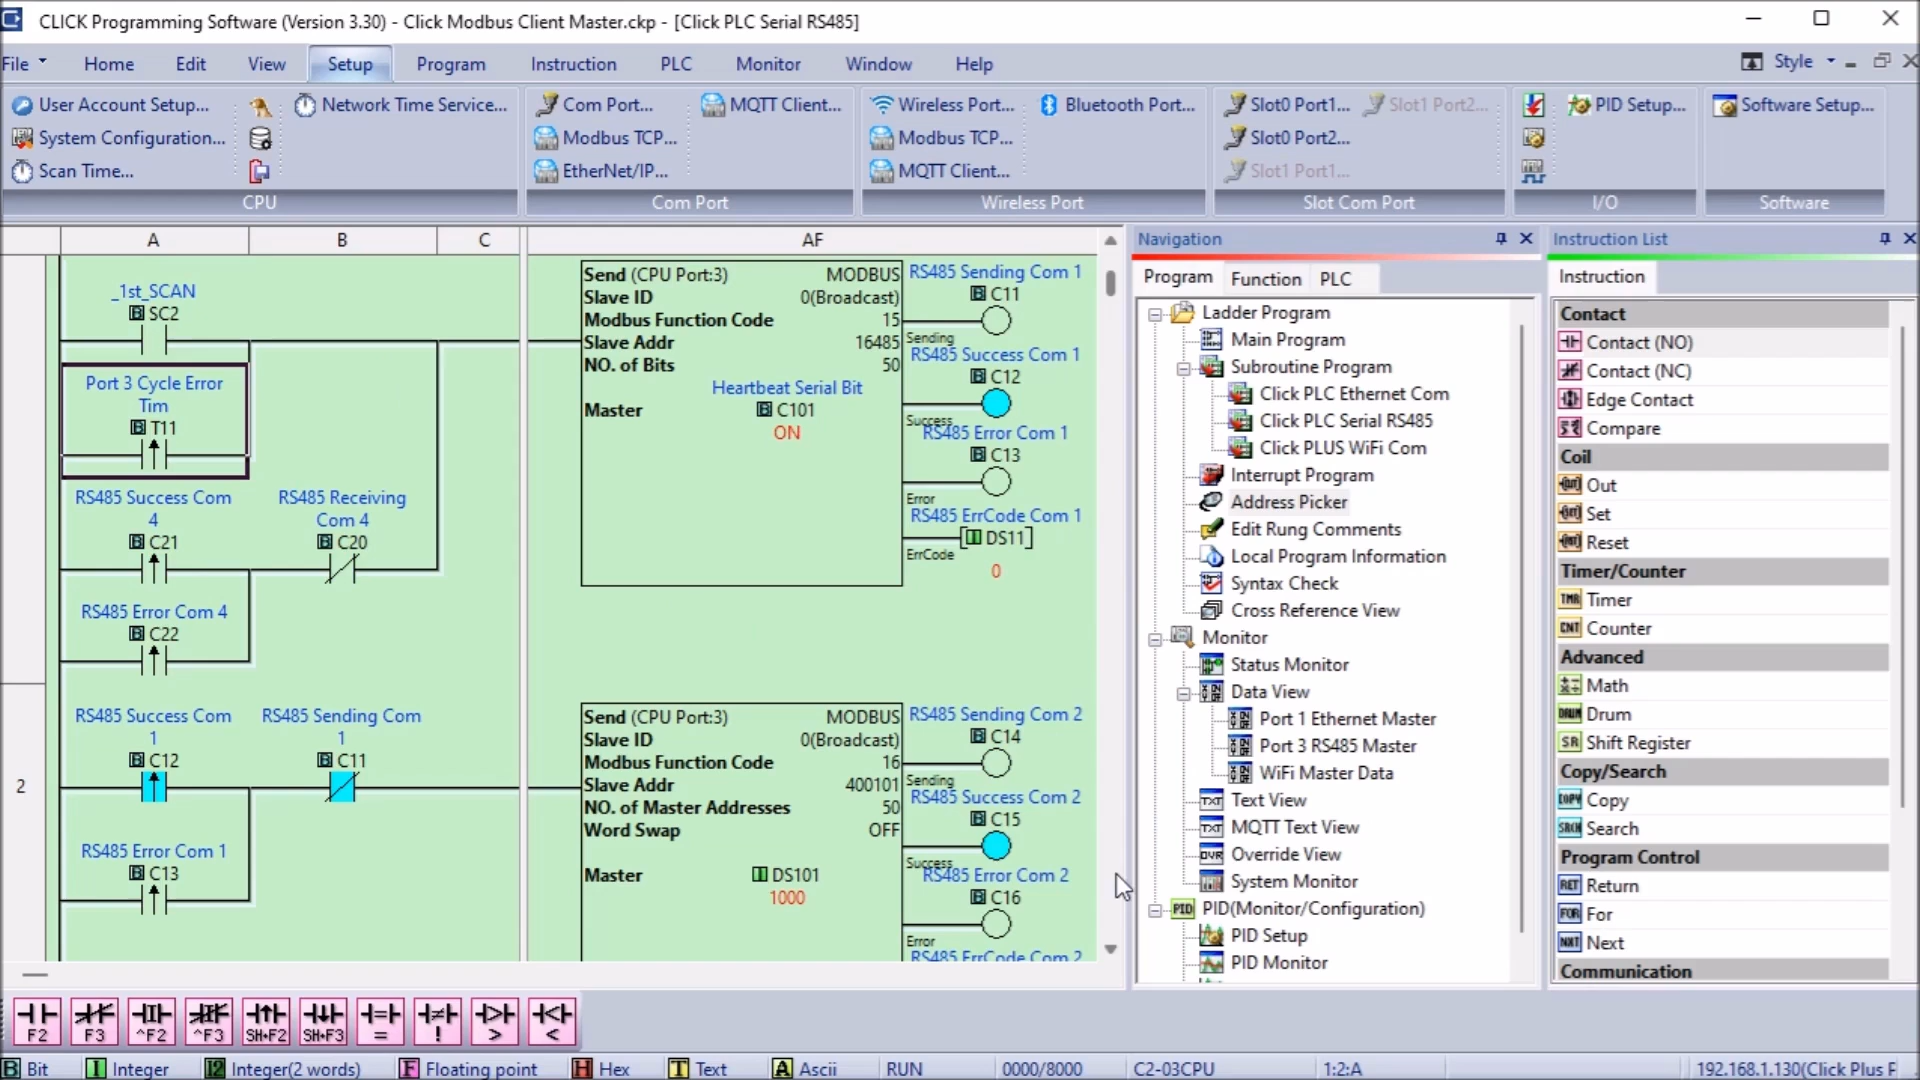 CLICK Programming Software (Version 3.30) - Click Modbus Client Master.ckp - [Click PLC Serial RS485]
File Home Edit View Setup Program Instruction PLC Monitor Window Help Style
User Account Setup... Network Time Service... Com Port... MQTT Client... Wireless Port... Bluetooth Port... Slot0 Port1... Slot1 Port2... PID Setup... Software Setup...
System Configuration... Modbus TCP... Modbus TCP... Slot0 Port2...
Scan Time... EtherNet/IP... MQTT Client... Slot1 Port1...
CPU Com Port Wireless Port Slot Com Port I/O Software
A B C AF
_1st_SCAN
SC2
Port 3 Cycle Error
Tim
T11
RS485 Success Com
4
C21
RS485 Receiving
Com 4
C20
RS485 Error Com 4
C22
Send (CPU Port:3) MODBUS
Slave ID 0(Broadcast)
Modbus Function Code 15
Slave Addr 16485
NO. of Bits 50
Heartbeat Serial Bit
Master C101
ON
RS485 Sending Com 1
C11
Sending
RS485 Success Com 1
C12
Success
RS485 Error Com 1
C13
Error
RS485 ErrCode Com 1
DS11
ErrCode
0
2
RS485 Success Com
1
C12
RS485 Sending Com
1
C11
RS485 Error Com 1
C13
Send (CPU Port:3) MODBUS
Slave ID 0(Broadcast)
Modbus Function Code 16
Slave Addr 400101
NO. of Master Addresses 50
Word Swap OFF
Master DS101
1000
RS485 Sending Com 2
C14
Sending
RS485 Success Com 2
C15
Success
RS485 Error Com 2
C16
Error
RS485 ErrCode Com 2
Navigation
Program Function PLC
Ladder Program
Main Program
Subroutine Program
Click PLC Ethernet Com
Click PLC Serial RS485
Click PLUS WiFi Com
Interrupt Program
Address Picker
Edit Rung Comments
Local Program Information
Syntax Check
Cross Reference View
Monitor
Status Monitor
Data View
Port 1 Ethernet Master
Port 3 RS485 Master
WiFi Master Data
Text View
MQTT Text View
Override View
System Monitor
PID(Monitor/Configuration)
PID Setup
PID Monitor
Instruction List
Instruction
Contact
Contact (NO)
Contact (NC)
Edge Contact
Compare
Coil
Out
Set
Reset
Timer/Counter
Timer
Counter
Advanced
Math
Drum
Shift Register
Copy/Search
Copy
Search
Program Control
Return
For
Next
Communication
F2 F3 ^F2 ^F3 SH+F2 SH+F3 = ! > <
B Bit I Integer I2 Integer(2 words) F Floating point H Hex T Text A Ascii RUN 0000/8000 C2-03CPU 1:2:A 192.168.1.130(Click Plus F